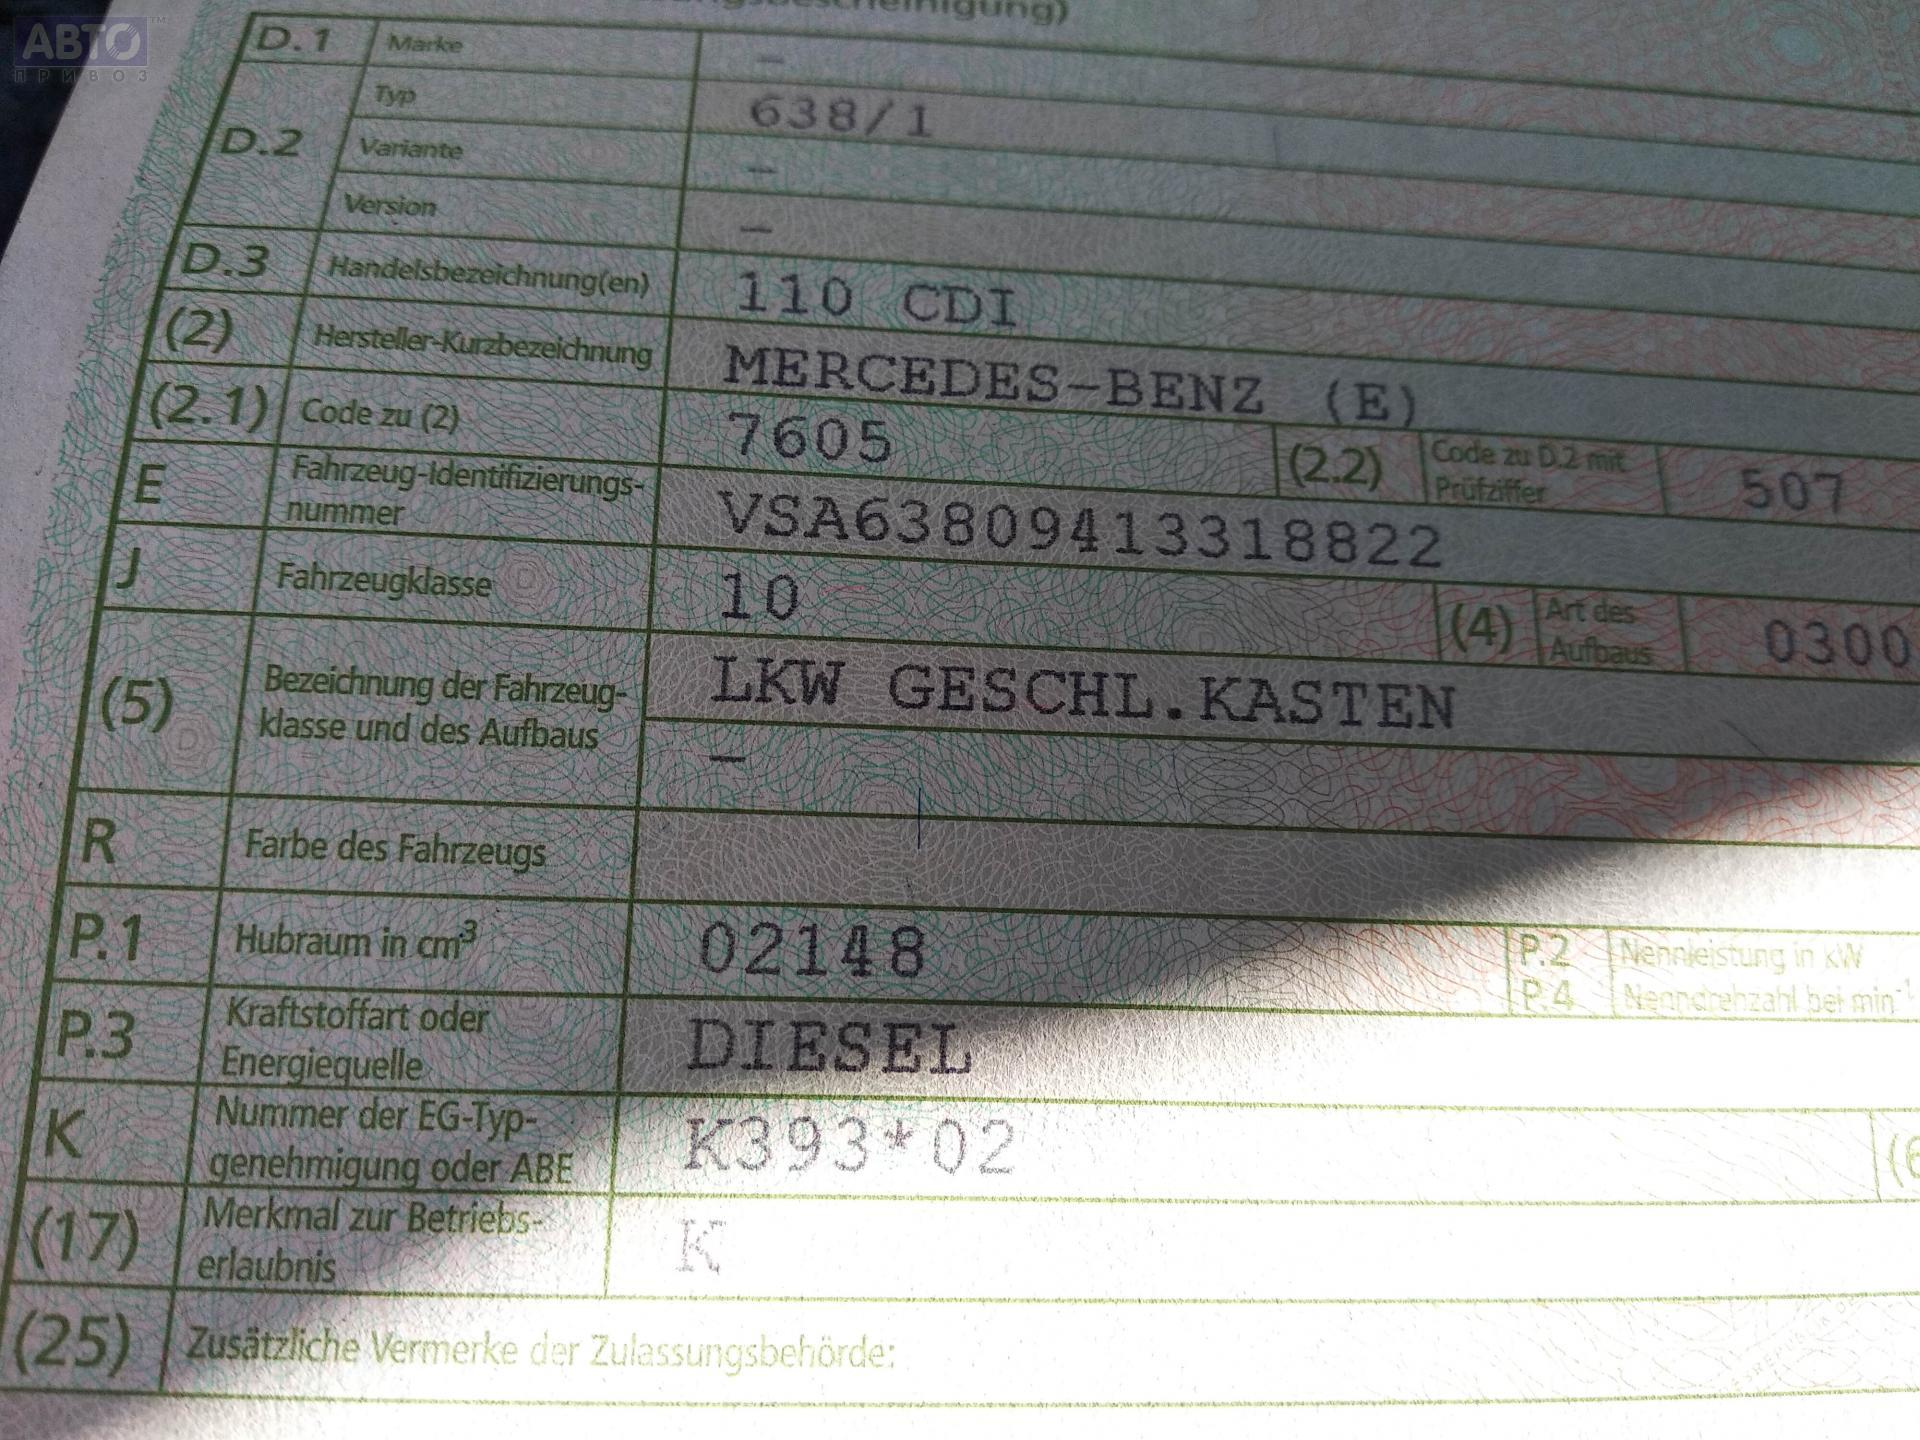 АВТО™
ПРИВОЗ
D.1 Marke –
D.2 Typ 638/1
Variante –
Version –
D.3 Handelsbezeichnung(en) 110 CDI
(2) Hersteller-Kurzbezeichnung MERCEDES-BENZ (E)
(2.1) Code zu (2) 7605 (2.2) Code zu D.2 mit
Prüfziffer 507
E Fahrzeug-Identifizierungs-
nummer VSA63809413318822
J Fahrzeugklasse 10 (4) Art des
Aufbaus 0300
(5) Bezeichnung der Fahrzeug-
klasse und des Aufbaus LKW GESCHL.KASTEN
–
R Farbe des Fahrzeugs
P.1 Hubraum in cm³ 02148 P.2 Nennleistung in kW
P.4 Nenndrehzahl bei min⁻¹
P.3 Kraftstoffart oder
Energiequelle DIESEL
K Nummer der EG-Typ-
genehmigung oder ABE K393*02
(17) Merkmal zur Betriebs-
erlaubnis K
(25) Zusätzliche Vermerke der Zulassungsbehörde: